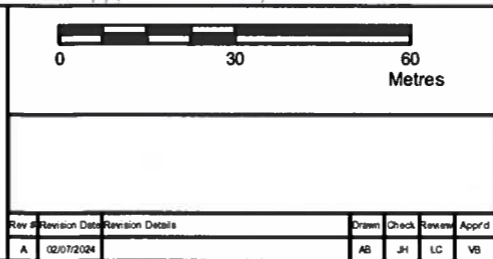 0 30 60
Metres
Rev # Revision Date Revision Details Drawn Check Review Appr'd
A 02/07/2024 AB JH LC VB